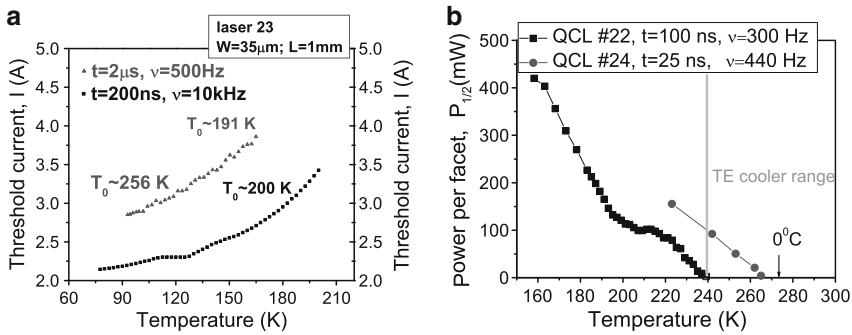 a
laser 23
W=35μm; L=1mm
t=2μs, ν=500Hz
t=200ns, ν=10kHz
T0~191 K
T0~256 K
T0~200 K
Threshold current, I (A)
5.0
4.5
4.0
3.5
3.0
2.5
2.0
Threshold current, I (A)
5.0
4.5
4.0
3.5
3.0
2.5
2.0
60 90 120 150 180 210
Temperature (K)
b
QCL #22, t=100 ns, ν=300 Hz
QCL #24, t=25 ns, ν=440 Hz
Power per facet, P1/2(mW)
500
400
300
200
100
0
TE cooler range
0⁰C
160 180 200 220 240 260 280 300
Temperature (K)